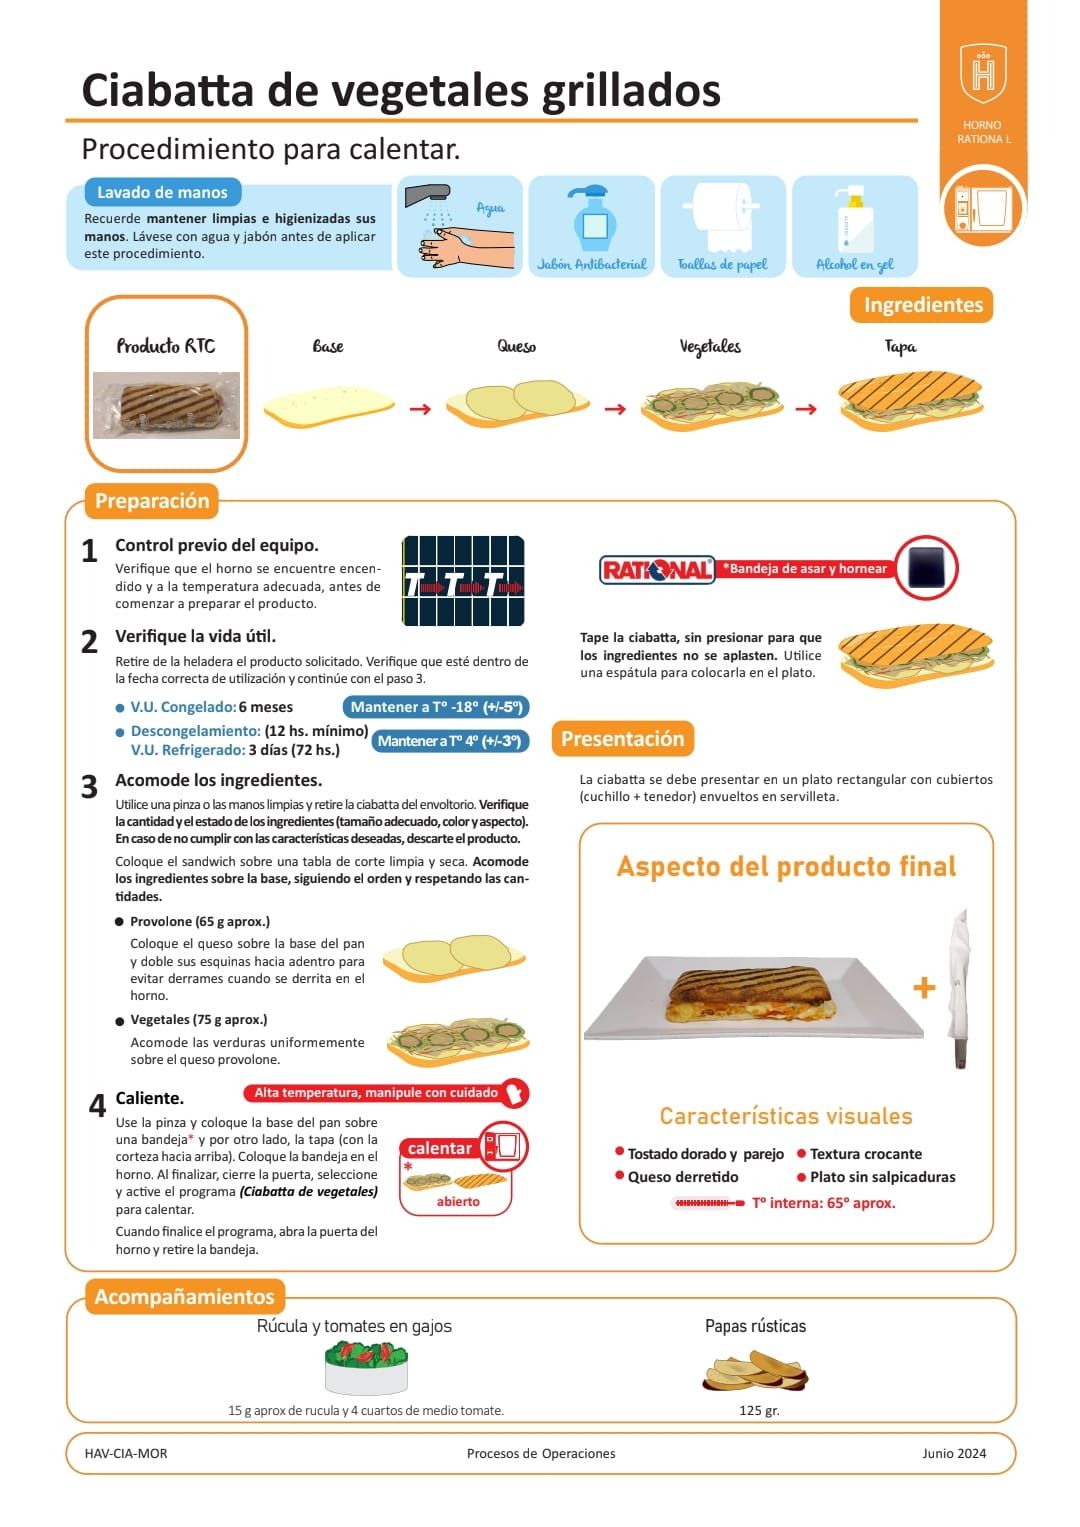 Ciabatta de vegetales grillados
Procedimiento para calentar.
HORNO
RATIONA L
Lavado de manos
Recuerde mantener limpias e higienizadas sus
manos. Lávese con agua y jabón antes de aplicar
este procedimiento.
Agua
Jabón Antibacterial
Toallas de papel
Alcohol en gel
Ingredientes
Producto RTC
Base
Queso
Vegetales
Tapa
Preparación
1 Control previo del equipo.
Verifique que el horno se encuentre encen-
dido y a la temperatura adecuada, antes de
comenzar a preparar el producto.
T T T
2 Verifique la vida útil.
Retire de la heladera el producto solicitado. Verifique que esté dentro de
la fecha correcta de utilización y continúe con el paso 3.
V.U. Congelado: 6 meses
Mantener a Tº -18º (+/-5º)
Descongelamiento: (12 hs. mínimo)
V.U. Refrigerado: 3 días (72 hs.)
Mantener a Tº 4º (+/-3º)
3 Acomode los ingredientes.
Utilice una pinza o las manos limpias y retire la ciabatta del envoltorio. Verifique
la cantidad y el estado de los ingredientes (tamaño adecuado, color y aspecto).
En caso de no cumplir con las características deseadas, descarte el producto.
Coloque el sandwich sobre una tabla de corte limpia y seca. Acomode
los ingredientes sobre la base, siguiendo el orden y respetando las can-
tidades.
Provolone (65 g aprox.)
Coloque el queso sobre la base del pan
y doble sus esquinas hacia adentro para
evitar derrames cuando se derrita en el
horno.
Vegetales (75 g aprox.)
Acomode las verduras uniformemente
sobre el queso provolone.
4 Caliente.
Alta temperatura, manipule con cuidado
Use la pinza y coloque la base del pan sobre
una bandeja* y por otro lado, la tapa (con la
corteza hacia arriba). Coloque la bandeja en el
horno. Al finalizar, cierre la puerta, seleccione
y active el programa (Ciabatta de vegetales)
para calentar.
Cuando finalice el programa, abra la puerta del
horno y retire la bandeja.
calentar
*
abierto
RATIONAL
*Bandeja de asar y hornear
Tape la ciabatta, sin presionar para que
los ingredientes no se aplasten. Utilice
una espátula para colocarla en el plato.
Presentación
La ciabatta se debe presentar en un plato rectangular con cubiertos
(cuchillo + tenedor) envueltos en servilleta.
Aspecto del producto final
+
Características visuales
Tostado dorado y parejo
Textura crocante
Queso derretido
Plato sin salpicaduras
Tº interna: 65º aprox.
Acompañamientos
Rúcula y tomates en gajos
15 g aprox de rucula y 4 cuartos de medio tomate.
Papas rústicas
125 gr.
HAV-CIA-MOR
Procesos de Operaciones
Junio 2024